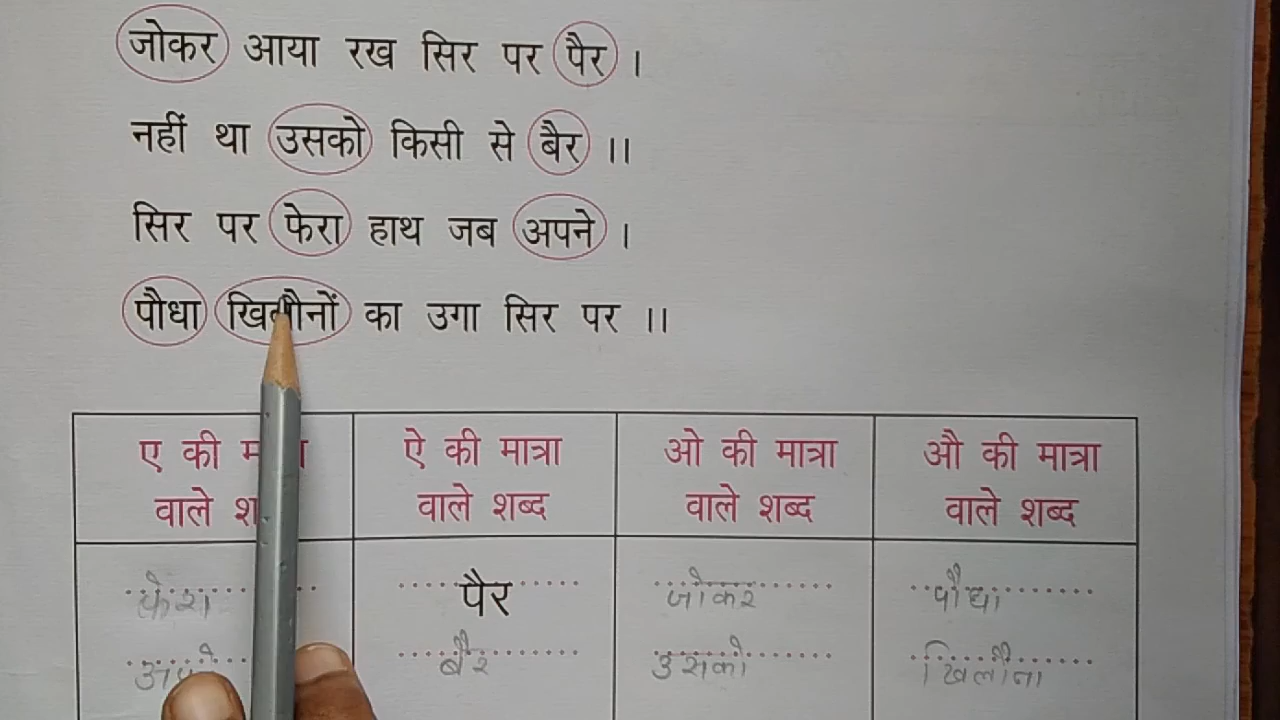 जोकर आया रख सिर पर पैर ।
नहीं था उसको किसी से बैर ।।
सिर पर फेरा हाथ जब अपने ।
पौधा खिलौनों का उगा सिर पर ।।
ए की वाले
ऐ की मात्रा वाले शब्द
ओ की मात्रा वाले शब्द
औ की मात्रा वाले शब्द
फेरा पैर जोकर पौधा
बैर उसको खिलौना